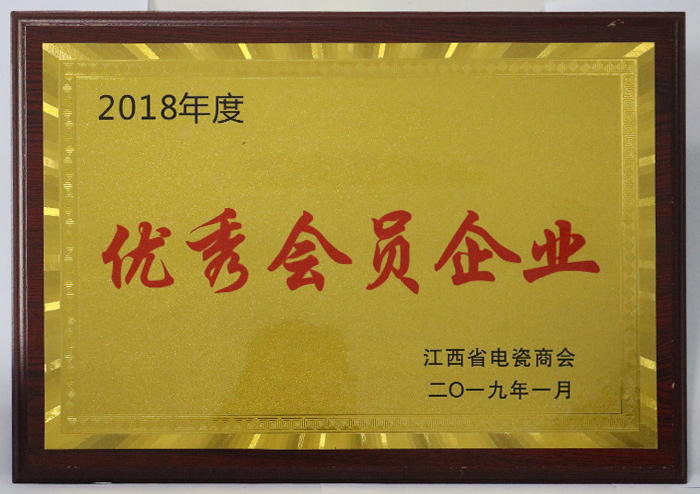 2018年度
优秀会员企业
江西省电瓷商会
二〇一九年一月